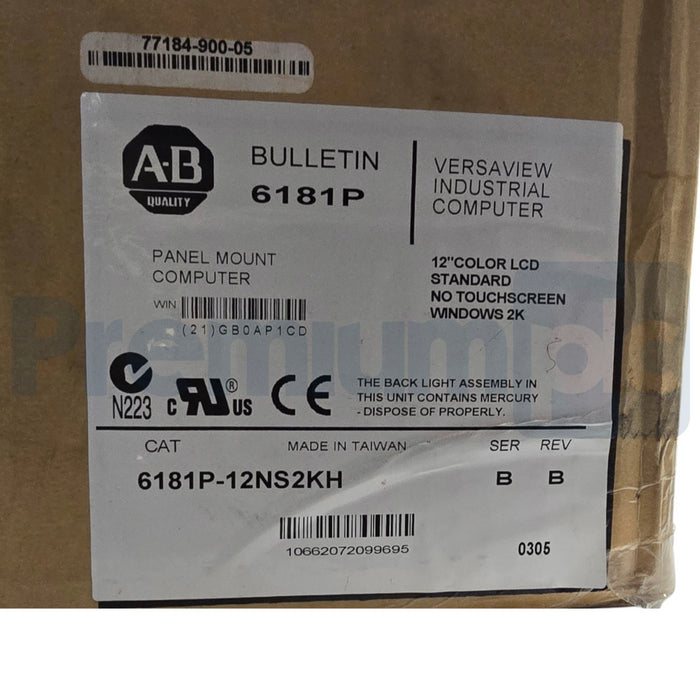 77184-900-05
A-B
QUALITY
BULLETIN
6181P
VERSAVIEW
INDUSTRIAL
COMPUTER
PANEL MOUNT
COMPUTER
12"COLOR LCD
STANDARD
NO TOUCHSCREEN
WINDOWS 2K
WIN
(21)GB0AP1CD
N223
C UR® US
CE
THE BACK LIGHT ASSEMBLY IN
THIS UNIT CONTAINS MERCURY
- DISPOSE OF PROPERLY.
CAT
MADE IN TAIWAN
SER
REV
6181P-12NS2KH
B
B
10662072099695
0305